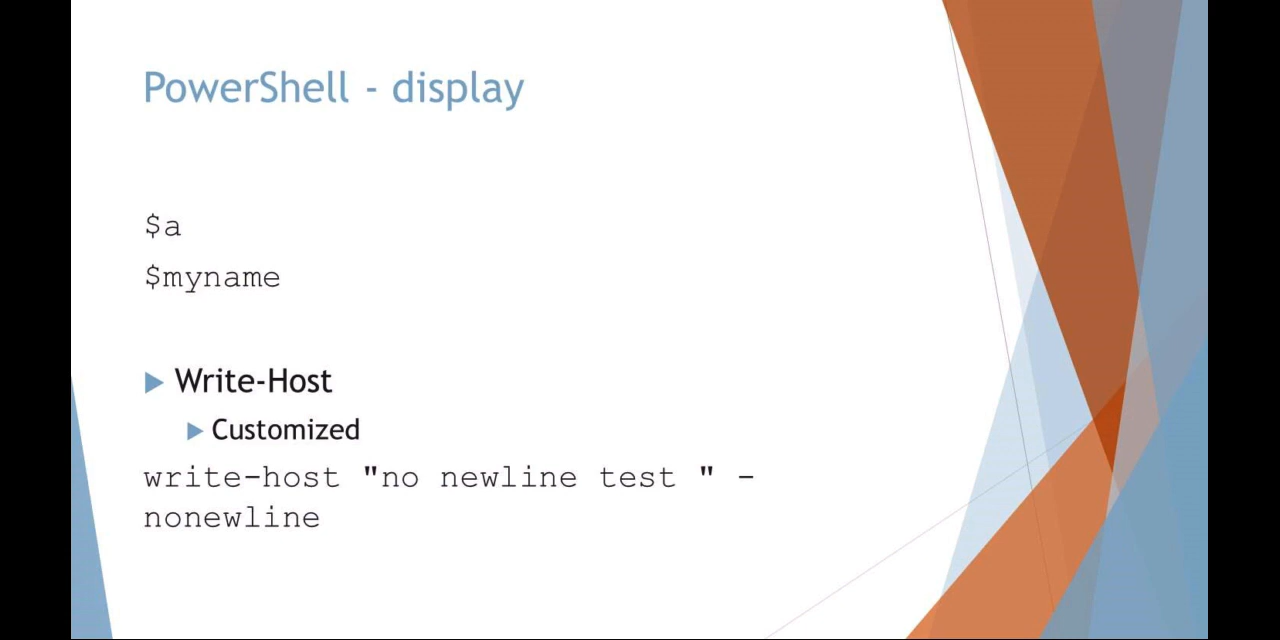 PowerShell - display
$a
$myname
Write-Host
Customized
write-host "no newline test " -
nonewline